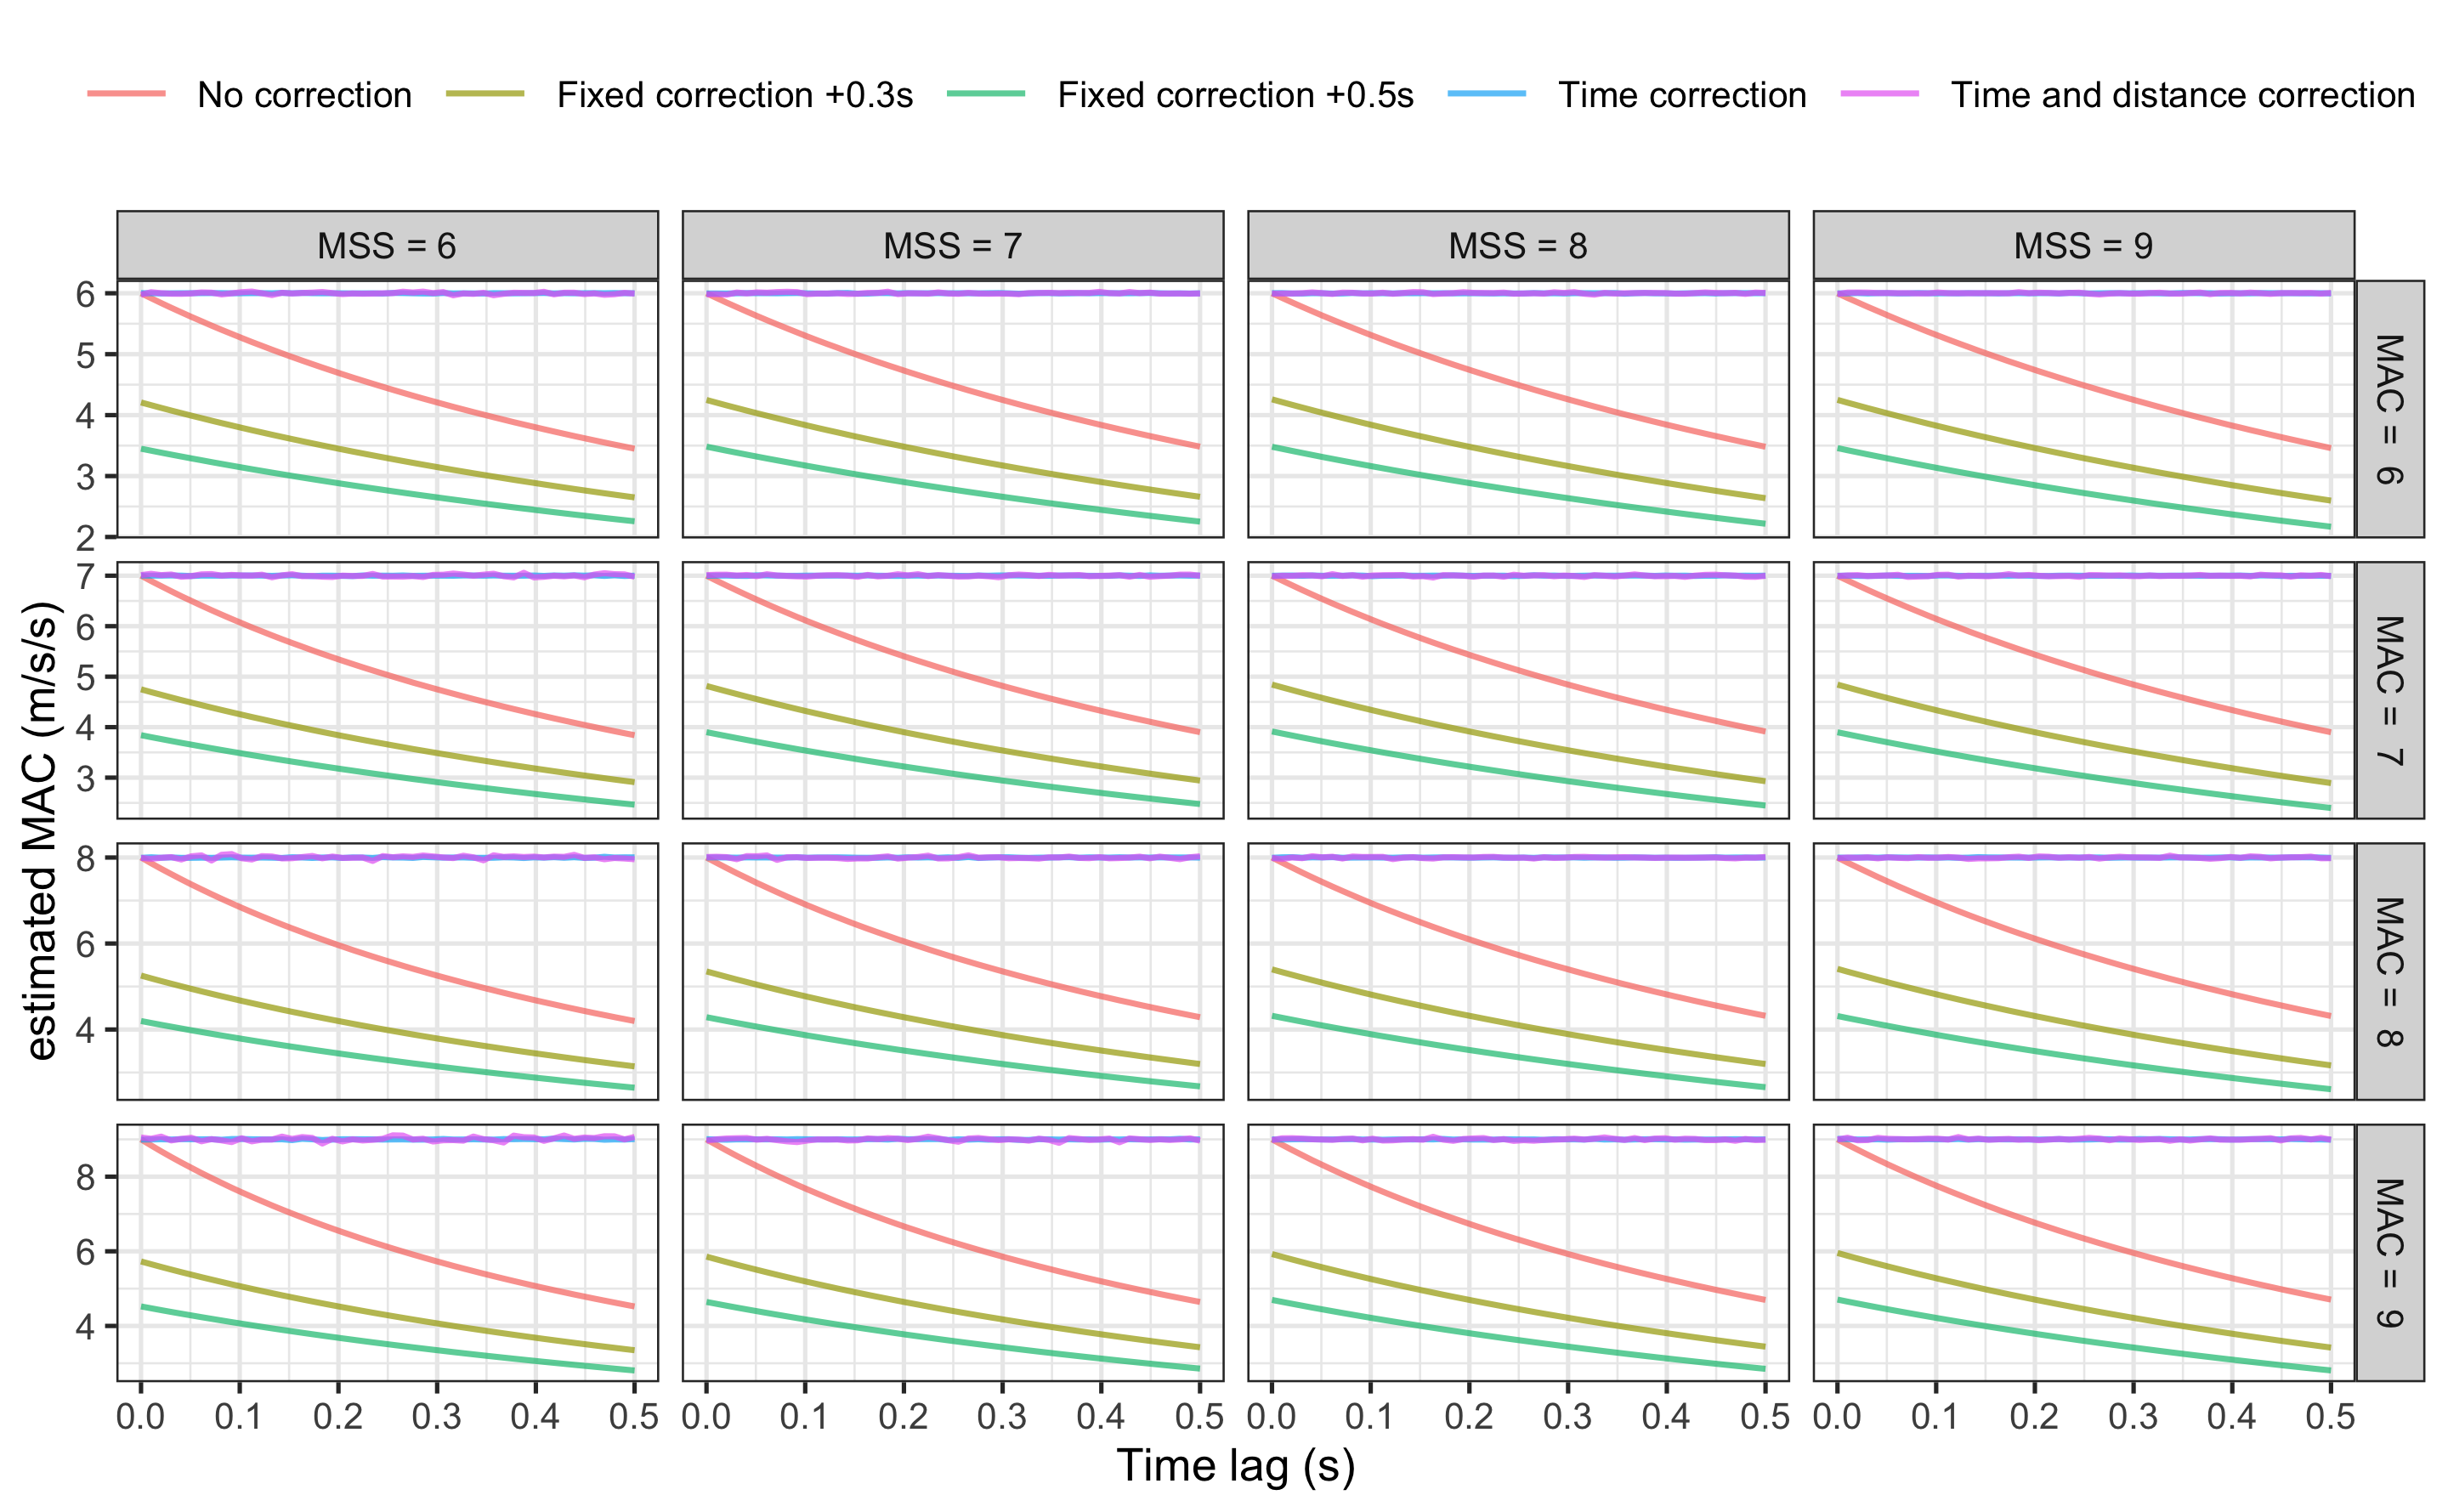 No correction Fixed correction +0.3s Fixed correction +0.5s Time correction Time and distance correction
MSS = 6 MSS = 7 MSS = 8 MSS = 9
6
5
4
3
2
MAC = 6
7
6
5
4
3
MAC = 7
8
6
4
MAC = 8
8
6
4
MAC = 9
estimated MAC (m/s/s)
0.0 0.1 0.2 0.3 0.4 0.5 0.0 0.1 0.2 0.3 0.4 0.5 0.0 0.1 0.2 0.3 0.4 0.5 0.0 0.1 0.2 0.3 0.4 0.5
Time lag (s)